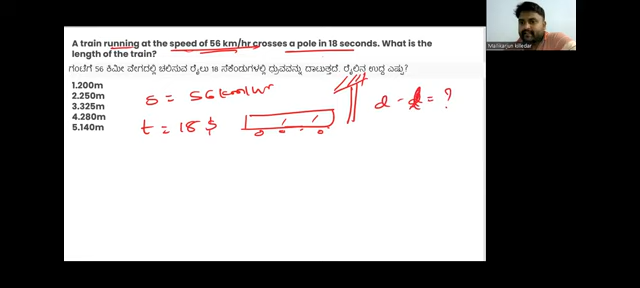 A train running at the speed of 56 km/hr crosses a pole in 18 seconds. What is the
length of the train?
ಗಂಟೆಗೆ 56 ಕಿಮೀ ವೇಗದಲ್ಲಿ ಚಲಿಸುವ ರೈಲು 18 ಸೆಕೆಂಡುಗಳಲ್ಲಿ ಧ್ರುವವನ್ನು ದಾಟುತ್ತದೆ. ರೈಲಿನ ಉದ್ದ ಎಷ್ಟು?
1.200m
2.250m
3.325m
4.280m
5.140m
s = 56km/hr
t = 18 s
d - d = ?
Mallikarjun killedar